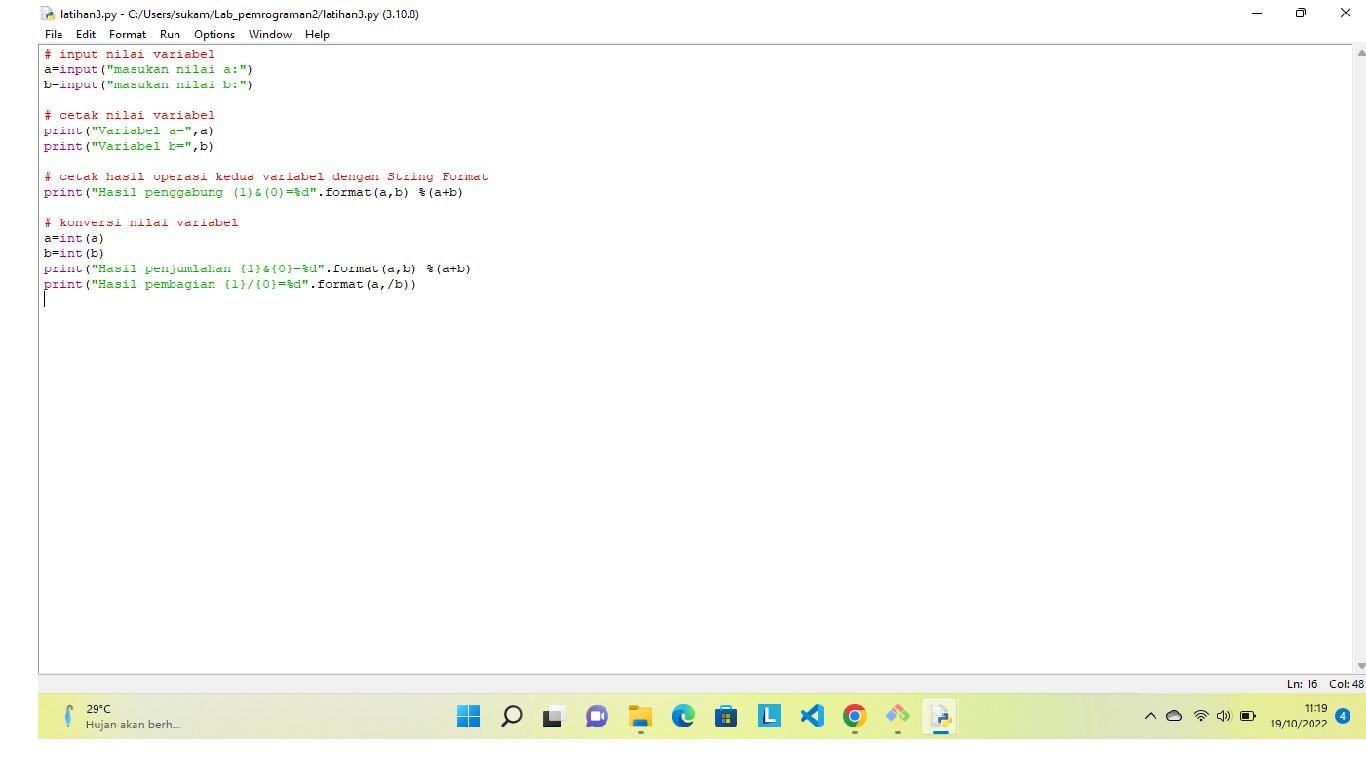 latihan3.py - C:/Users/sukam/Lab_pemrograman2/latihan3.py (3.10.8)
File Edit Format Run Options Window Help
# input nilai variabel
a=input("masukan nilai a:")
b=input("masukan nilai b:")
# cetak nilai variabel
print("Variabel a=",a)
print("Variabel b=",b)
# cetak hasil operasi kedua variabel dengan String Format
print("Hasil penggabung {1}&{0}=%d".format(a,b) %(a+b)
# konversi nilai variabel
a=int(a)
b=int(b)
print("Hasil penjumlahan {1}&{0}=%d".format(a,b) %(a+b)
print("Hasil pembagian {1}/{0}=%d".format(a,/b))
Ln: 16 Col: 48
29°C
Hujan akan berh...
11:19
19/10/2022
4